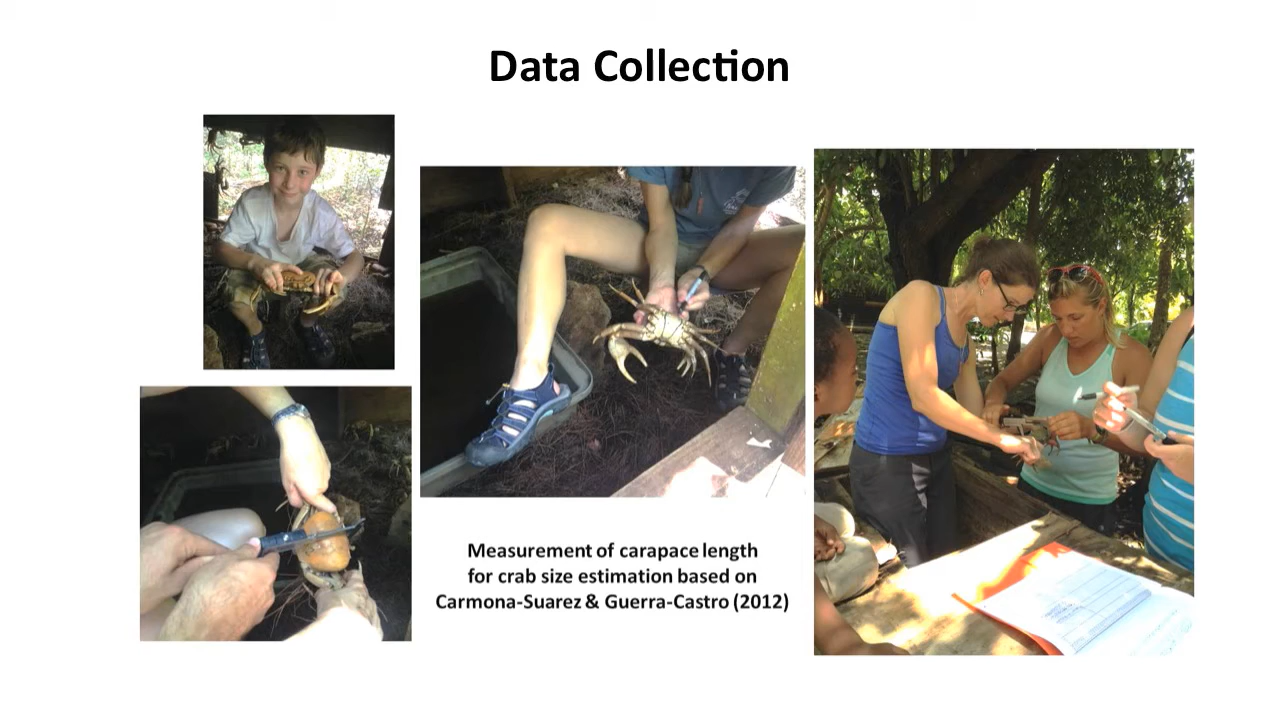 Data Collection
Measurement of carapace length
for crab size estimation based on
Carmona-Suarez & Guerra-Castro (2012)